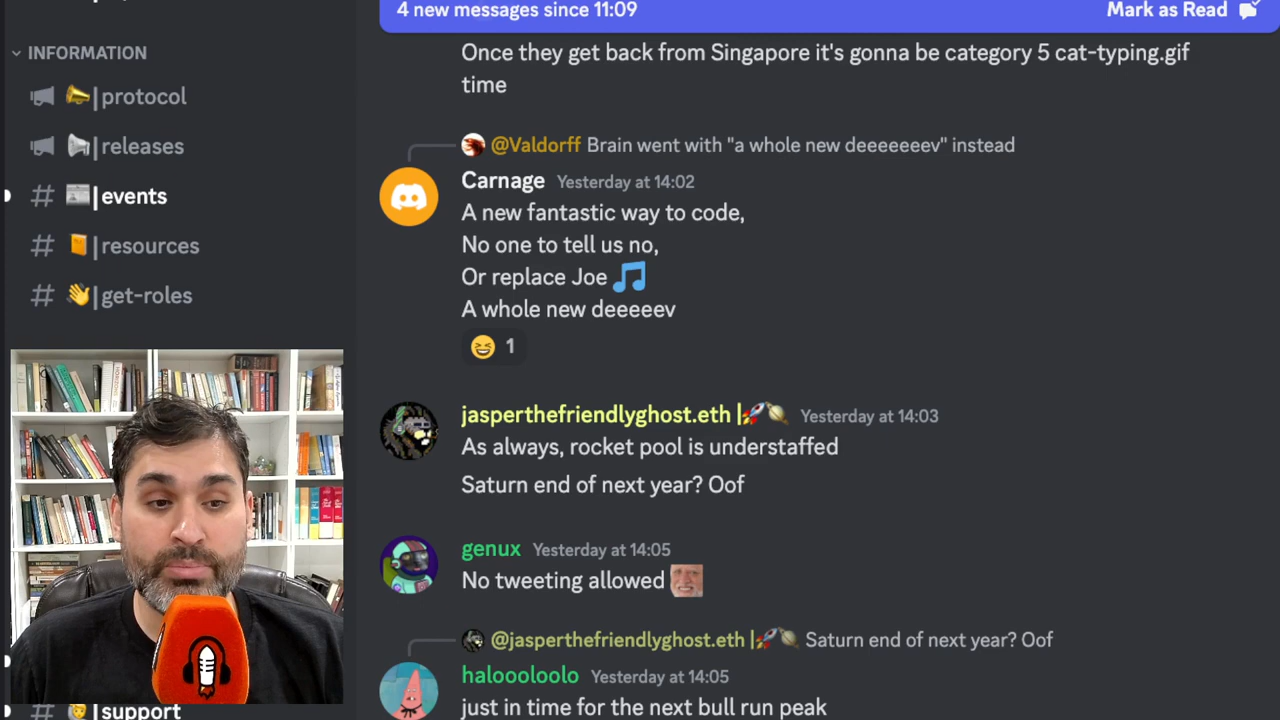 4 new messages since 11:09
Mark as Read
INFORMATION
protocol
releases
events
resources
get-roles
support
Once they get back from Singapore it's gonna be category 5 cat-typing.gif
time
@Valdorff Brain went with "a whole new deeeeeeev" instead
Carnage Yesterday at 14:02
A new fantastic way to code,
No one to tell us no,
Or replace Joe 🎵
A whole new deeeeev
😆 1
jasperthefriendlyghost.eth |🚀 Yesterday at 14:03
As always, rocket pool is understaffed
Saturn end of next year? Oof
genux Yesterday at 14:05
No tweeting allowed
@jasperthefriendlyghost.eth |🚀 Saturn end of next year? Oof
haloooloolo Yesterday at 14:05
just in time for the next bull run peak